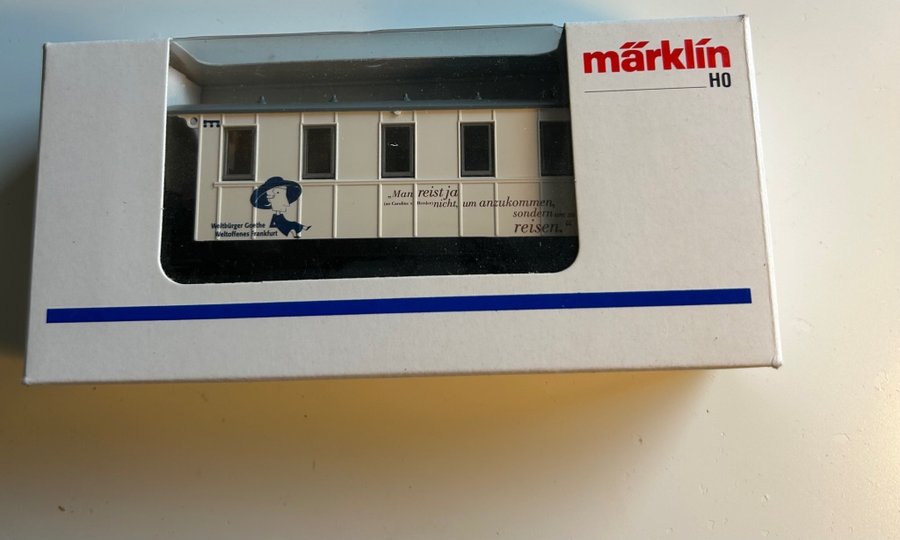 märklin
H0
„Man reist ja
nicht, um anzukommen,
sondern
reisen."
Weltbürger Goethe
Weltoffenes Frankfurt